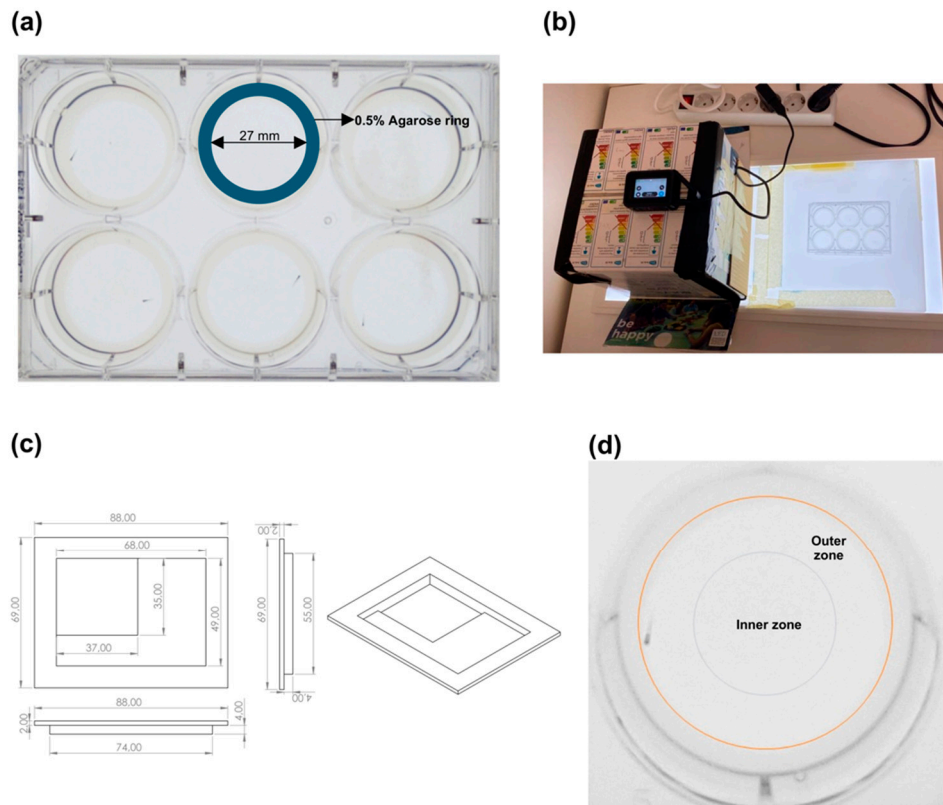 (a)
0.5% Agarose ring
27 mm
(b)
be
happy
(c)
88,00
68,00
69,00
35,00
49,00
37,00
88,00
2,00
4,00
74,00
2,00
69,00
55,00
4,00
(d)
Outer
zone
Inner zone